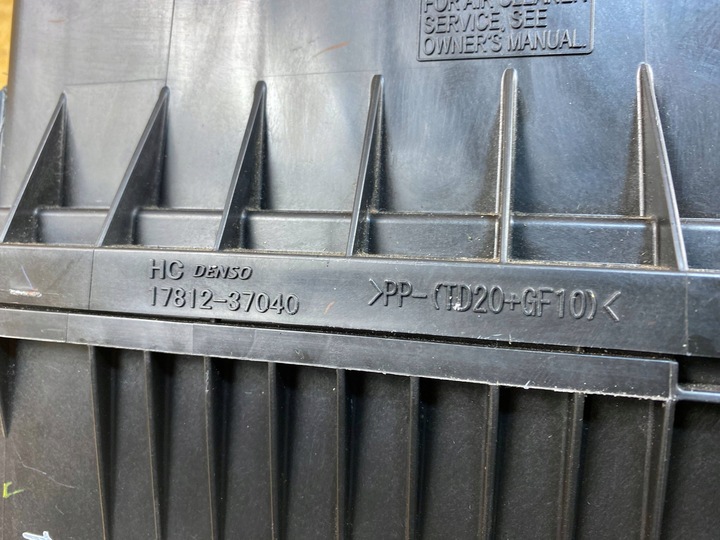 FOR AIR CLEANER
SERVICE, SEE
OWNER'S MANUAL.
HC DENSO
17812-37040
>PP-(TD20+GF10)<